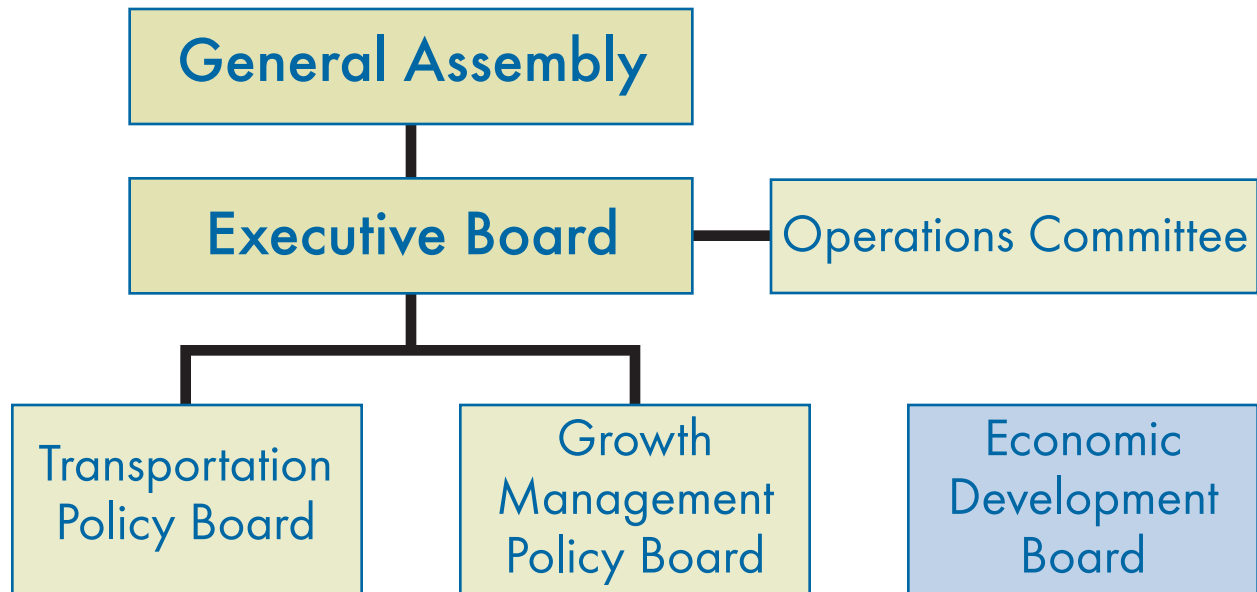 General Assembly
Executive Board
Operations Committee
Transportation
Policy Board
Growth
Management
Policy Board
Economic
Development
Board